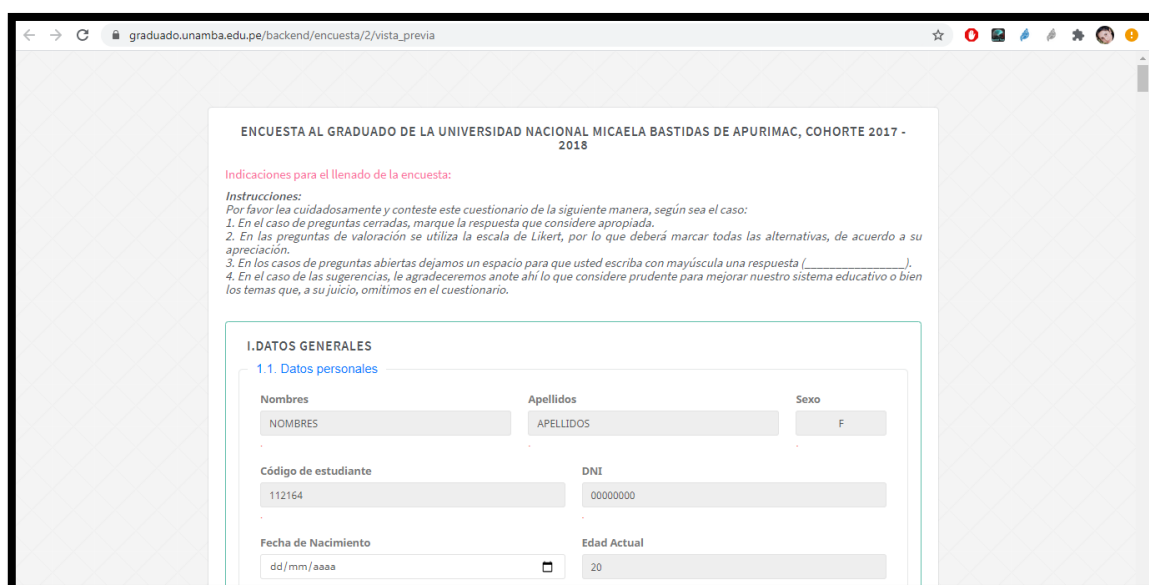 graduado.unamba.edu.pe/backend/encuesta/2/vista_previa
ENCUESTA AL GRADUADO DE LA UNIVERSIDAD NACIONAL MICAELA BASTIDAS DE APURIMAC, COHORTE 2017 -
2018
Indicaciones para el llenado de la encuesta:
Instrucciones:
Por favor lea cuidadosamente y conteste este cuestionario de la siguiente manera, según sea el caso:
1. En el caso de preguntas cerradas, marque la respuesta que considere apropiada.
2. En las preguntas de valoración se utiliza la escala de Likert, por lo que deberá marcar todas las alternativas, de acuerdo a su
apreciación.
3. En los casos de preguntas abiertas dejamos un espacio para que usted escriba con mayúscula una respuesta (________________).
4. En el caso de las sugerencias, le agradeceremos anote ahí lo que considere prudente para mejorar nuestro sistema educativo o bien
los temas que, a su juicio, omitimos en el cuestionario.
I.DATOS GENERALES
1.1. Datos personales
Nombres Apellidos Sexo
NOMBRES APELLIDOS F
. . .
Código de estudiante DNI
112164 00000000
. .
Fecha de Nacimiento Edad Actual
dd/mm/aaaa 20